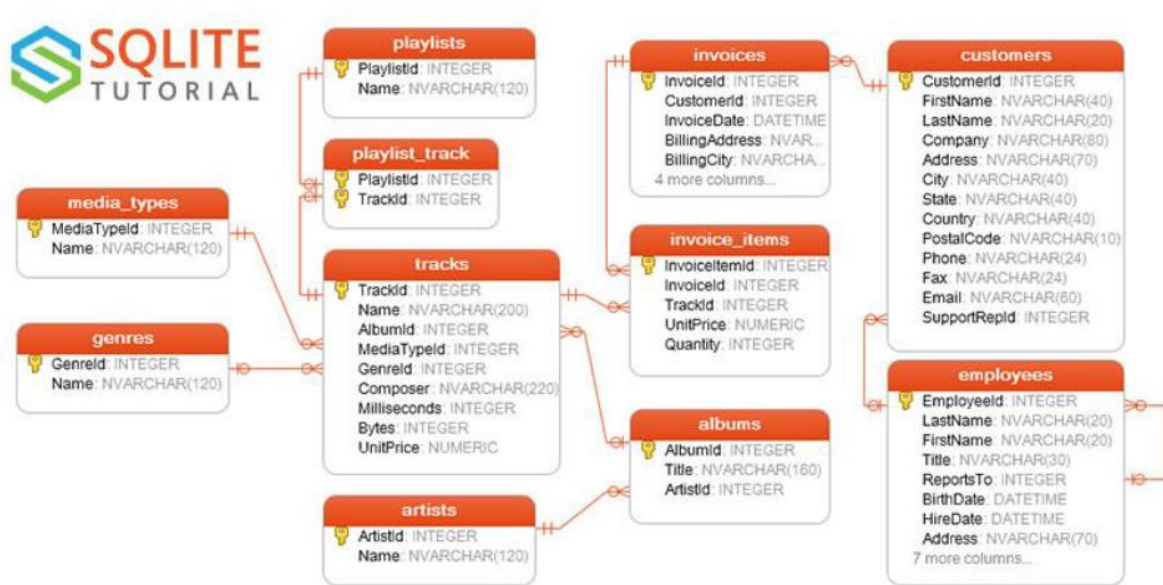 SQLITE
TUTORIAL
playlists
PlaylistId: INTEGER
Name: NVARCHAR(120)
playlist_track
PlaylistId: INTEGER
TrackId: INTEGER
media_types
MediaTypeId: INTEGER
Name: NVARCHAR(120)
genres
GenreId: INTEGER
Name: NVARCHAR(120)
tracks
TrackId: INTEGER
Name: NVARCHAR(200)
AlbumId: INTEGER
MediaTypeId: INTEGER
GenreId: INTEGER
Composer: NVARCHAR(220)
Milliseconds: INTEGER
Bytes: INTEGER
UnitPrice: NUMERIC
artists
ArtistId: INTEGER
Name: NVARCHAR(120)
invoices
InvoiceId: INTEGER
CustomerId: INTEGER
InvoiceDate: DATETIME
BillingAddress: NVAR...
BillingCity: NVARCHA...
4 more columns...
invoice_items
InvoiceItemId: INTEGER
InvoiceId: INTEGER
TrackId: INTEGER
UnitPrice: NUMERIC
Quantity: INTEGER
albums
AlbumId: INTEGER
Title: NVARCHAR(160)
ArtistId: INTEGER
customers
CustomerId: INTEGER
FirstName: NVARCHAR(40)
LastName: NVARCHAR(20)
Company: NVARCHAR(80)
Address: NVARCHAR(70)
City: NVARCHAR(40)
State: NVARCHAR(40)
Country: NVARCHAR(40)
PostalCode: NVARCHAR(10)
Phone: NVARCHAR(24)
Fax: NVARCHAR(24)
Email: NVARCHAR(60)
SupportRepId: INTEGER
employees
EmployeeId: INTEGER
LastName: NVARCHAR(20)
FirstName: NVARCHAR(20)
Title: NVARCHAR(30)
ReportsTo: INTEGER
BirthDate: DATETIME
HireDate: DATETIME
Address: NVARCHAR(70)
7 more columns...